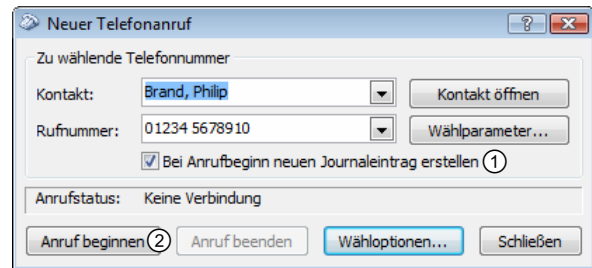 Neuer Telefonanruf
Zu wählende Telefonnummer
Kontakt: Brand, Philip Kontakt öffnen
Rufnummer: 01234 5678910 Wählparameter...
Bei Anrufbeginn neuen Journaleintrag erstellen 1
Anrufstatus: Keine Verbindung
Anruf beginnen 2 Anruf beenden Wähloptionen... Schließen